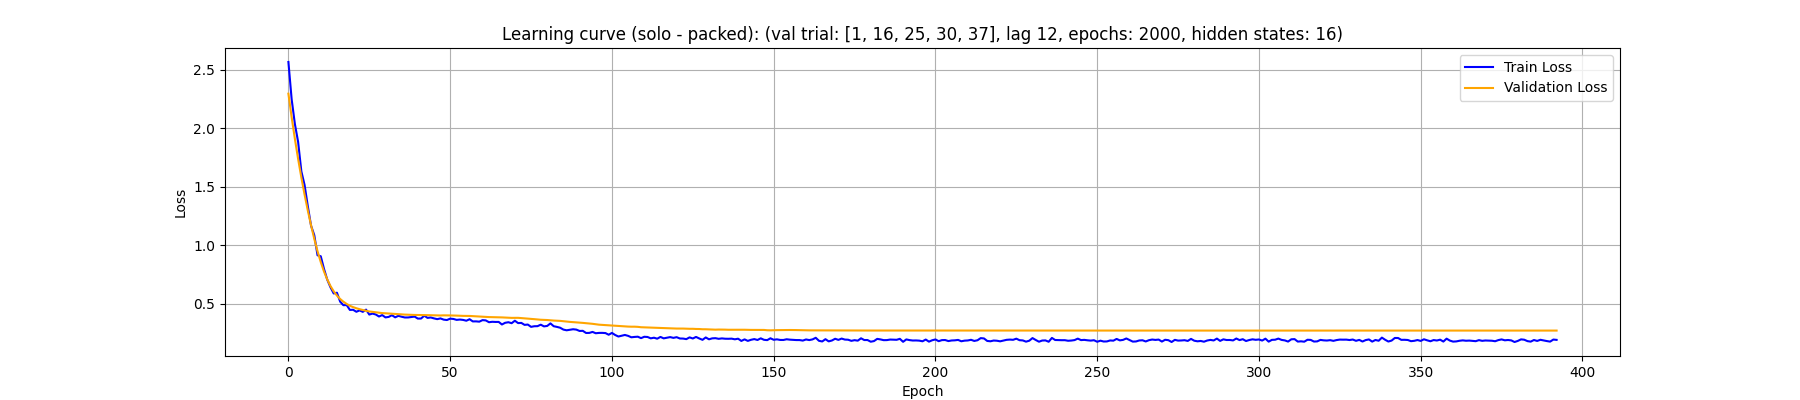 Learning curve (solo - packed): (val trial: [1, 16, 25, 30, 37], lag 12, epochs: 2000, hidden states: 16)
Train Loss
Validation Loss
Loss
2.5
2.0
1.5
1.0
0.5
0 50 100 150 200 250 300 350 400
Epoch